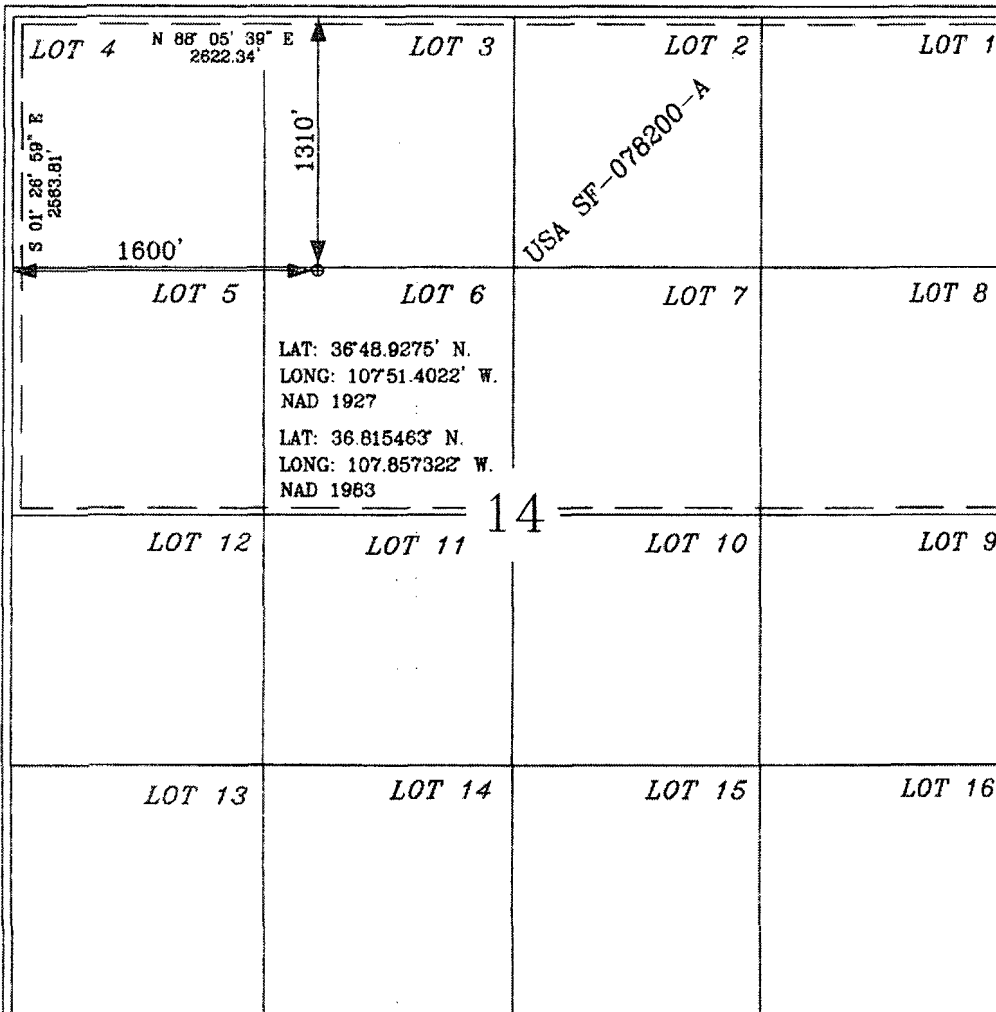 LOT 4
N 88° 05' 39" E
2622.34'
LOT 3
LOT 2
LOT 1
S 01° 26' 59" E
2583.81'
1310'
USA SF-078200-A
1600'
LOT 5
LOT 6
LOT 7
LOT 8
LAT: 36°48.9275' N.
LONG: 107°51.4022' W.
NAD 1927
LAT: 36.815463° N.
LONG: 107.857322° W.
NAD 1983
14
LOT 12
LOT 11
LOT 10
LOT 9
LOT 13
LOT 14
LOT 15
LOT 16